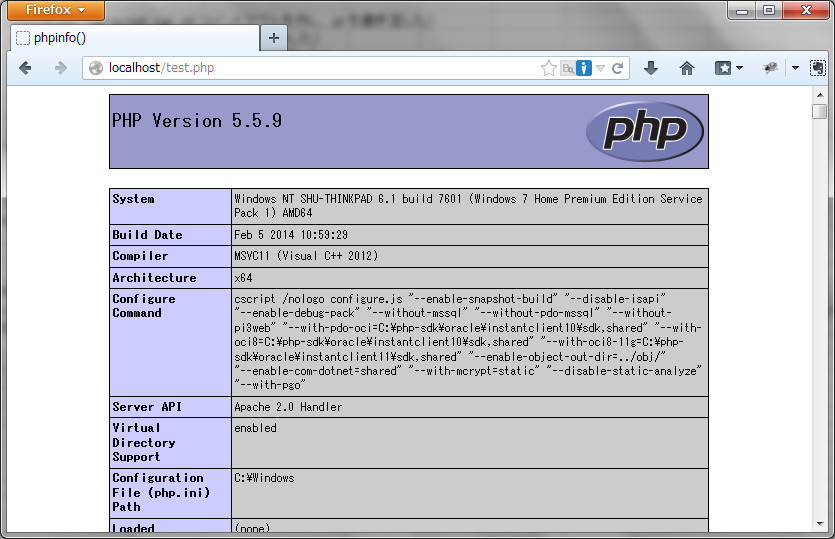 Firefox
phpinfo()
localhost/test.php
PHP Version 5.5.9
php
System
Windows NT SHU-THINKPAD 6.1 build 7601 (Windows 7 Home Premium Edition Service
Pack 1) AMD64
Build Date
Feb 5 2014 10:59:29
Compiler
MSVC11 (Visual C++ 2012)
Architecture
x64
Configure
Command
cscript /nologo configure.js "--enable-snapshot-build" "--disable-isapi"
"--enable-debug-pack" "--without-mssql" "--without-pdo-mssql" "--without-
pi3web" "--with-pdo-oci=C:¥php-sdk¥oracle¥instantclient10¥sdk,shared" "--with-
oci8=C:¥php-sdk¥oracle¥instantclient10¥sdk,shared" "--with-oci8-11g=C:¥php-
sdk¥oracle¥instantclient11¥sdk,shared" "--enable-object-out-dir=../obj/"
"--enable-com-dotnet=shared" "--with-mcrypt=static" "--disable-static-analyze"
"--with-pgo"
Server API
Apache 2.0 Handler
Virtual
Directory
Support
enabled
Configuration
File (php.ini)
Path
C:¥Windows
Loaded
(none)